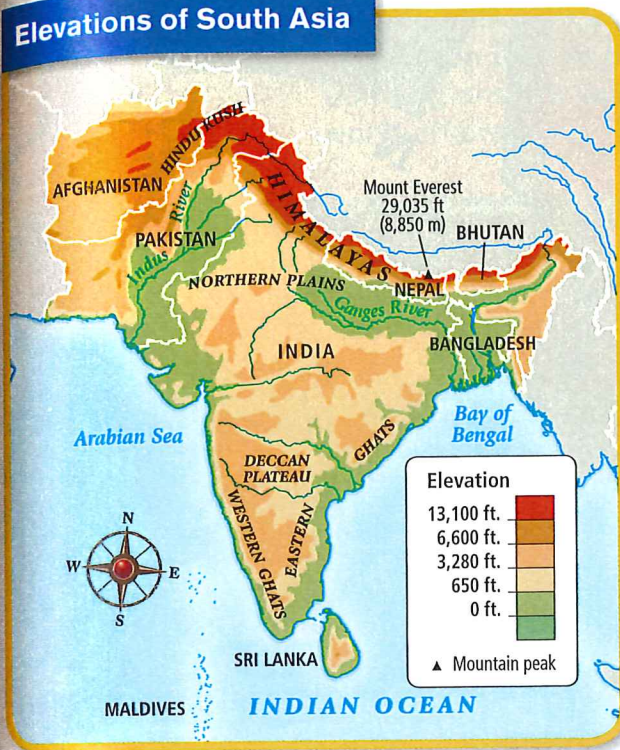 Elevations of South Asia
HINDU KUSH
AFGHANISTAN
HIMALAYAS
Mount Everest
29,035 ft
(8,850 m)
BHUTAN
PAKISTAN
Indus River
NORTHERN PLAINS
NEPAL
Ganges River
INDIA
BANGLADESH
Arabian Sea
Bay of
Bengal
DECCAN
PLATEAU
EASTERN GHATS
WESTERN GHATS
Elevation
13,100 ft.
6,600 ft.
3,280 ft.
650 ft.
0 ft.
▲ Mountain peak
N
W
E
S
SRI LANKA
MALDIVES
INDIAN OCEAN